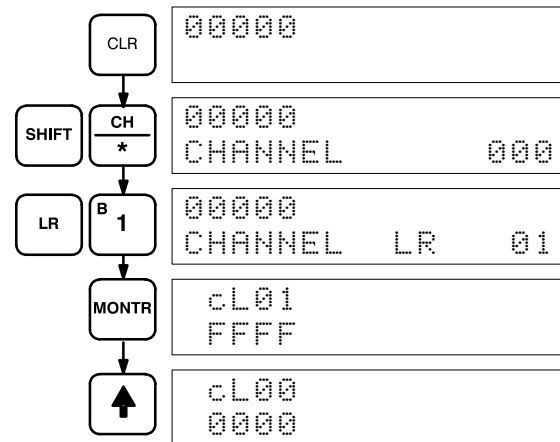 CLR
00000
SHIFT
CH
*
00000
CHANNEL 000
LR
B
1
00000
CHANNEL LR 01
MONTR
cL01
FFFF
cL00
0000